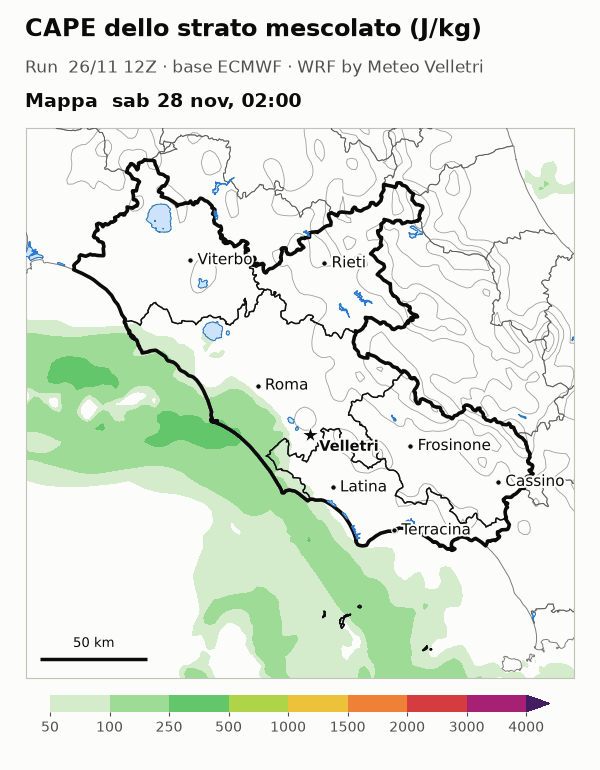 CAPE dello strato mescolato (J/kg)
Run  26/11 12Z · base ECMWF · WRF by Meteo Velletri
Mappa  sab 28 nov, 02:00
Viterbo
Rieti
Roma
Velletri
Frosinone
Cassino
Latina
Terracina
50 km
50 100 250 500 1000 1500 2000 3000 4000